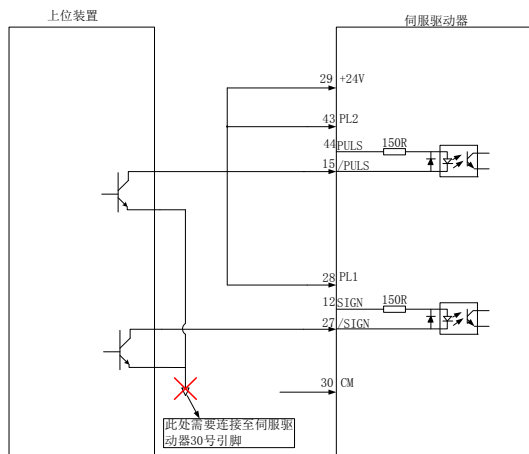 上位装置
伺服驱动器
29 +24V
43 PL2
44 PULS 150R
15 /PULS
28 PL1
12 SIGN 150R
27 /SIGN
30 CM
此处需要连接至伺服驱
动器30号引脚